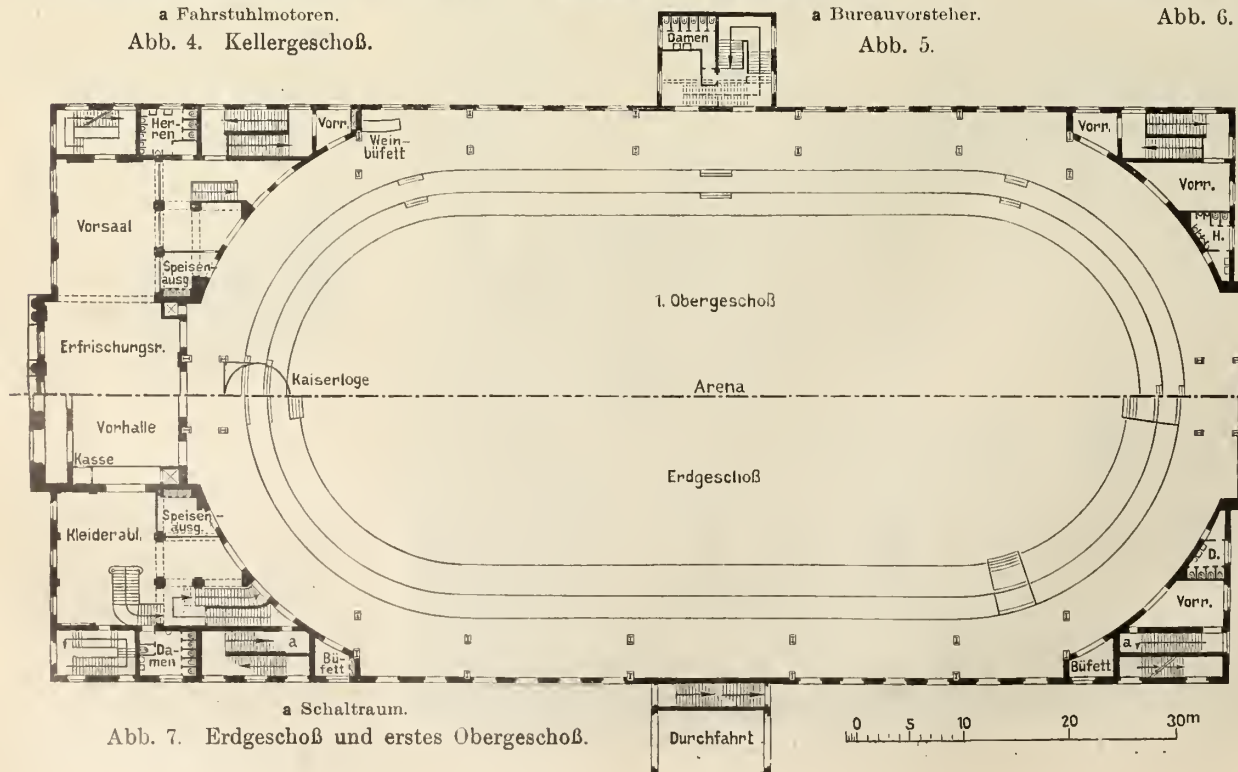 a Fahrstuhlmotoren.
Abb. 4. Kellergeschoß.
a Bureauvorsteher.
Abb. 5.
Abb. 6.
Damen
Her-
ren
Vorr.
Wein-
büfett
Vorr.
Vorr.
H.
Vorsaal
Speisen-
ausg.
1. Obergeschoß
Erfrischungsr.
Kaiserloge
Arena
Vorhalle
Kasse
Erdgeschoß
Speisen-
ausg.
Kleiderabl.
D.
Vorr.
Da-
men
a
Bü-
fett
Büfett
a
a Schaltraum.
Abb. 7. Erdgeschoß und erstes Obergeschoß.
Durchfahrt
0 5 10 20 30m